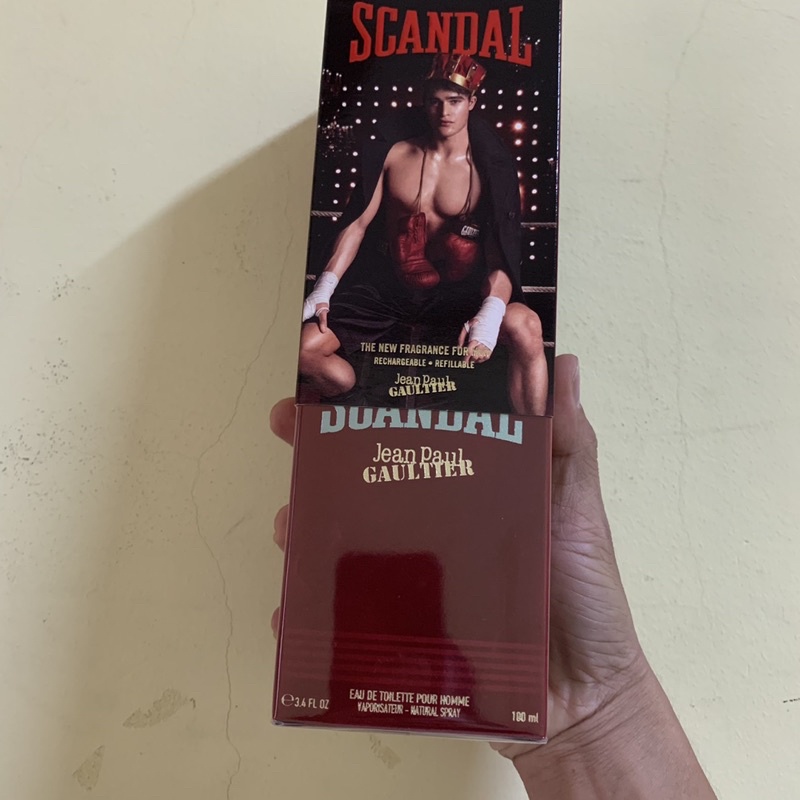 SCANDAL
THE NEW FRAGRANCE FOR
RECHARGEABLE • REFILLABLE
Jean Paul
GAULTIER
SCANDAL
Jean Paul
GAULTIER
EAU DE TOILETTE POUR HOMME
℮ 3.4 FL OZ
VAPORISATEUR - NATURAL SPRAY
100 ml